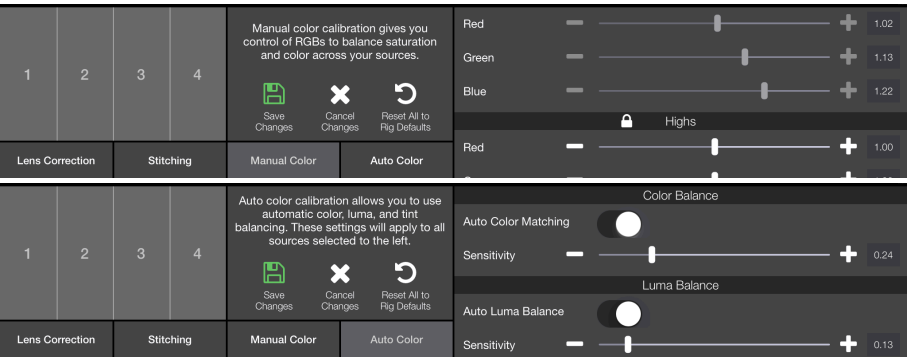 1
2
3
4
Lens Correction
Stitching
Manual color calibration gives you
control of RGBs to balance saturation
and color across your sources.
Save
Changes
Cancel
Changes
Reset All to
Rig Defaults
Manual Color
Auto Color
Red 1.02
Green 1.13
Blue 1.22
Highs
Red 1.00
1
2
3
4
Lens Correction
Stitching
Auto color calibration allows you to use
automatic color, luma, and tint
balancing. These settings will apply to all
sources selected to the left.
Save
Changes
Cancel
Changes
Reset All to
Rig Defaults
Manual Color
Auto Color
Color Balance
Auto Color Matching
Sensitivity 0.24
Luma Balance
Auto Luma Balance
Sensitivity 0.13